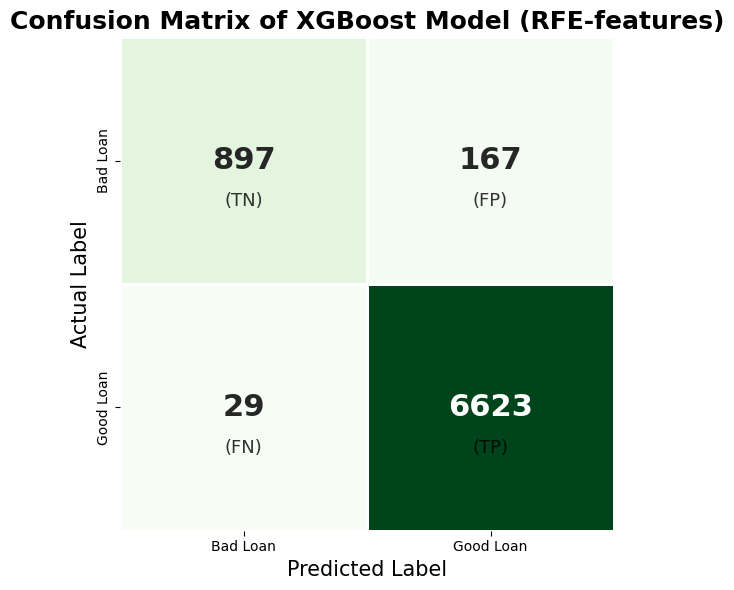 Confusion Matrix of XGBoost Model (RFE-features)
Actual Label
Bad Loan
897
(TN)
167
(FP)
Good Loan
29
(FN)
6623
(TP)
Bad Loan
Good Loan
Predicted Label